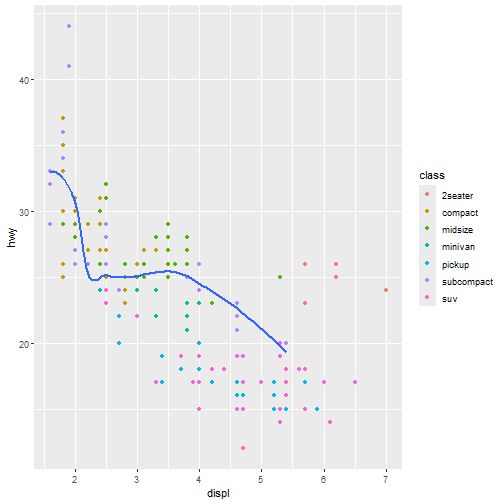 40
30
20
hwy
2 3 4 5 6 7
displ
class
2seater
compact
midsize
minivan
pickup
subcompact
suv